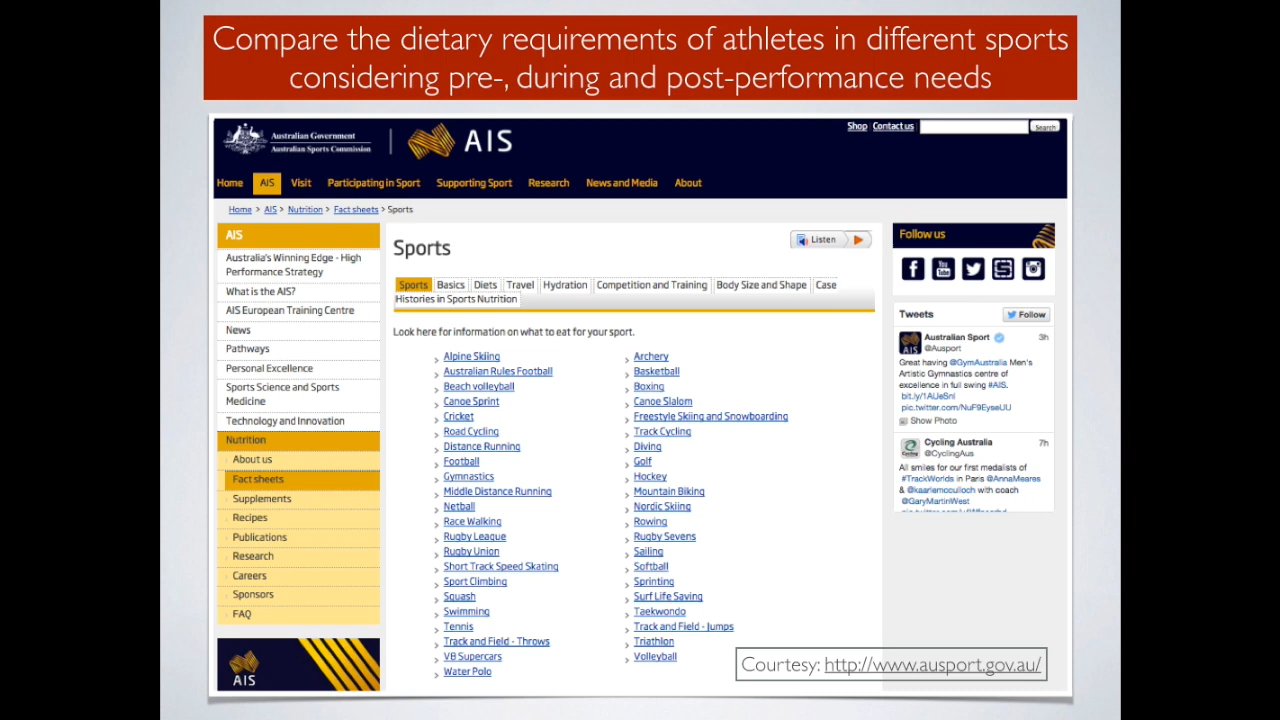 Compare the dietary requirements of athletes in different sports
considering pre-, during and post-performance needs
Australian Government
Australian Sports Commission
AIS
Shop Contact us
Search
Home AIS Visit Participating in Sport Supporting Sport Research News and Media About
Home > AIS > Nutrition > Fact sheets > Sports
AIS
Australia's Winning Edge - High
Performance Strategy
What is the AIS?
AIS European Training Centre
News
Pathways
Personal Excellence
Sports Science and Sports
Medicine
Technology and Innovation
Nutrition
About us
Fact sheets
Supplements
Recipes
Publications
Research
Careers
Sponsors
FAQ
AIS
Sports
Listen
Sports Basics Diets Travel Hydration Competition and Training Body Size and Shape Case
Histories in Sports Nutrition
Look here for information on what to eat for your sport.
Alpine Skiing
Australian Rules Football
Beach volleyball
Canoe Sprint
Cricket
Road Cycling
Distance Running
Football
Gymnastics
Middle Distance Running
Netball
Race Walking
Rugby League
Rugby Union
Short Track Speed Skating
Sport Climbing
Squash
Swimming
Tennis
Track and Field - Throws
V8 Supercars
Water Polo
Archery
Basketball
Boxing
Canoe Slalom
Freestyle Skiing and Snowboarding
Track Cycling
Diving
Golf
Hockey
Mountain Biking
Nordic Skiing
Rowing
Rugby Sevens
Sailing
Softball
Sprinting
Surf Life Saving
Taekwondo
Track and Field - Jumps
Triathlon
Volleyball
Follow us
Tweets Follow
Australian Sport 3h
@Ausport
Great having @GymAustralia Men's
Artistic Gymnastics centre of
excellence in full swing #AIS.
bit.ly/1AUeSnI
pic.twitter.com/NuF9EyseUU
Show Photo
Cycling Australia 7h
@CyclingAus
All smiles for our first medalists of
#TrackWorlds in Paris @AnnaMeares
& @kaarlemcculloch with coach
@GaryMartinWest
Courtesy: http://www.ausport.gov.au/